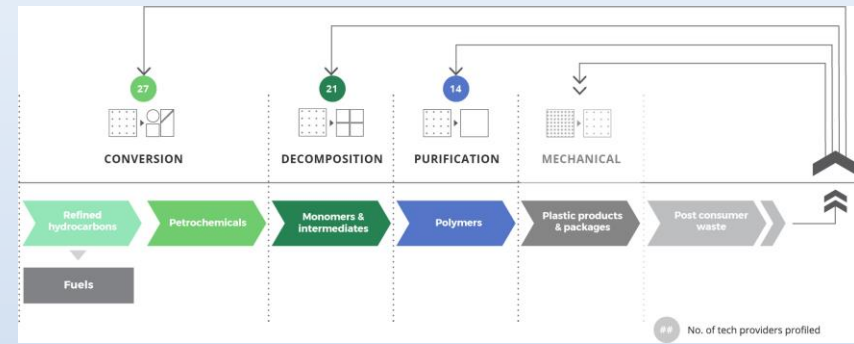 27
21
14
CONVERSION
DECOMPOSITION
PURIFICATION
MECHANICAL
Refined
hydrocarbons
Petrochemicals
Monomers &
intermediates
Polymers
Plastic products
& packages
Post consumer
waste
Fuels
## No. of tech providers profiled